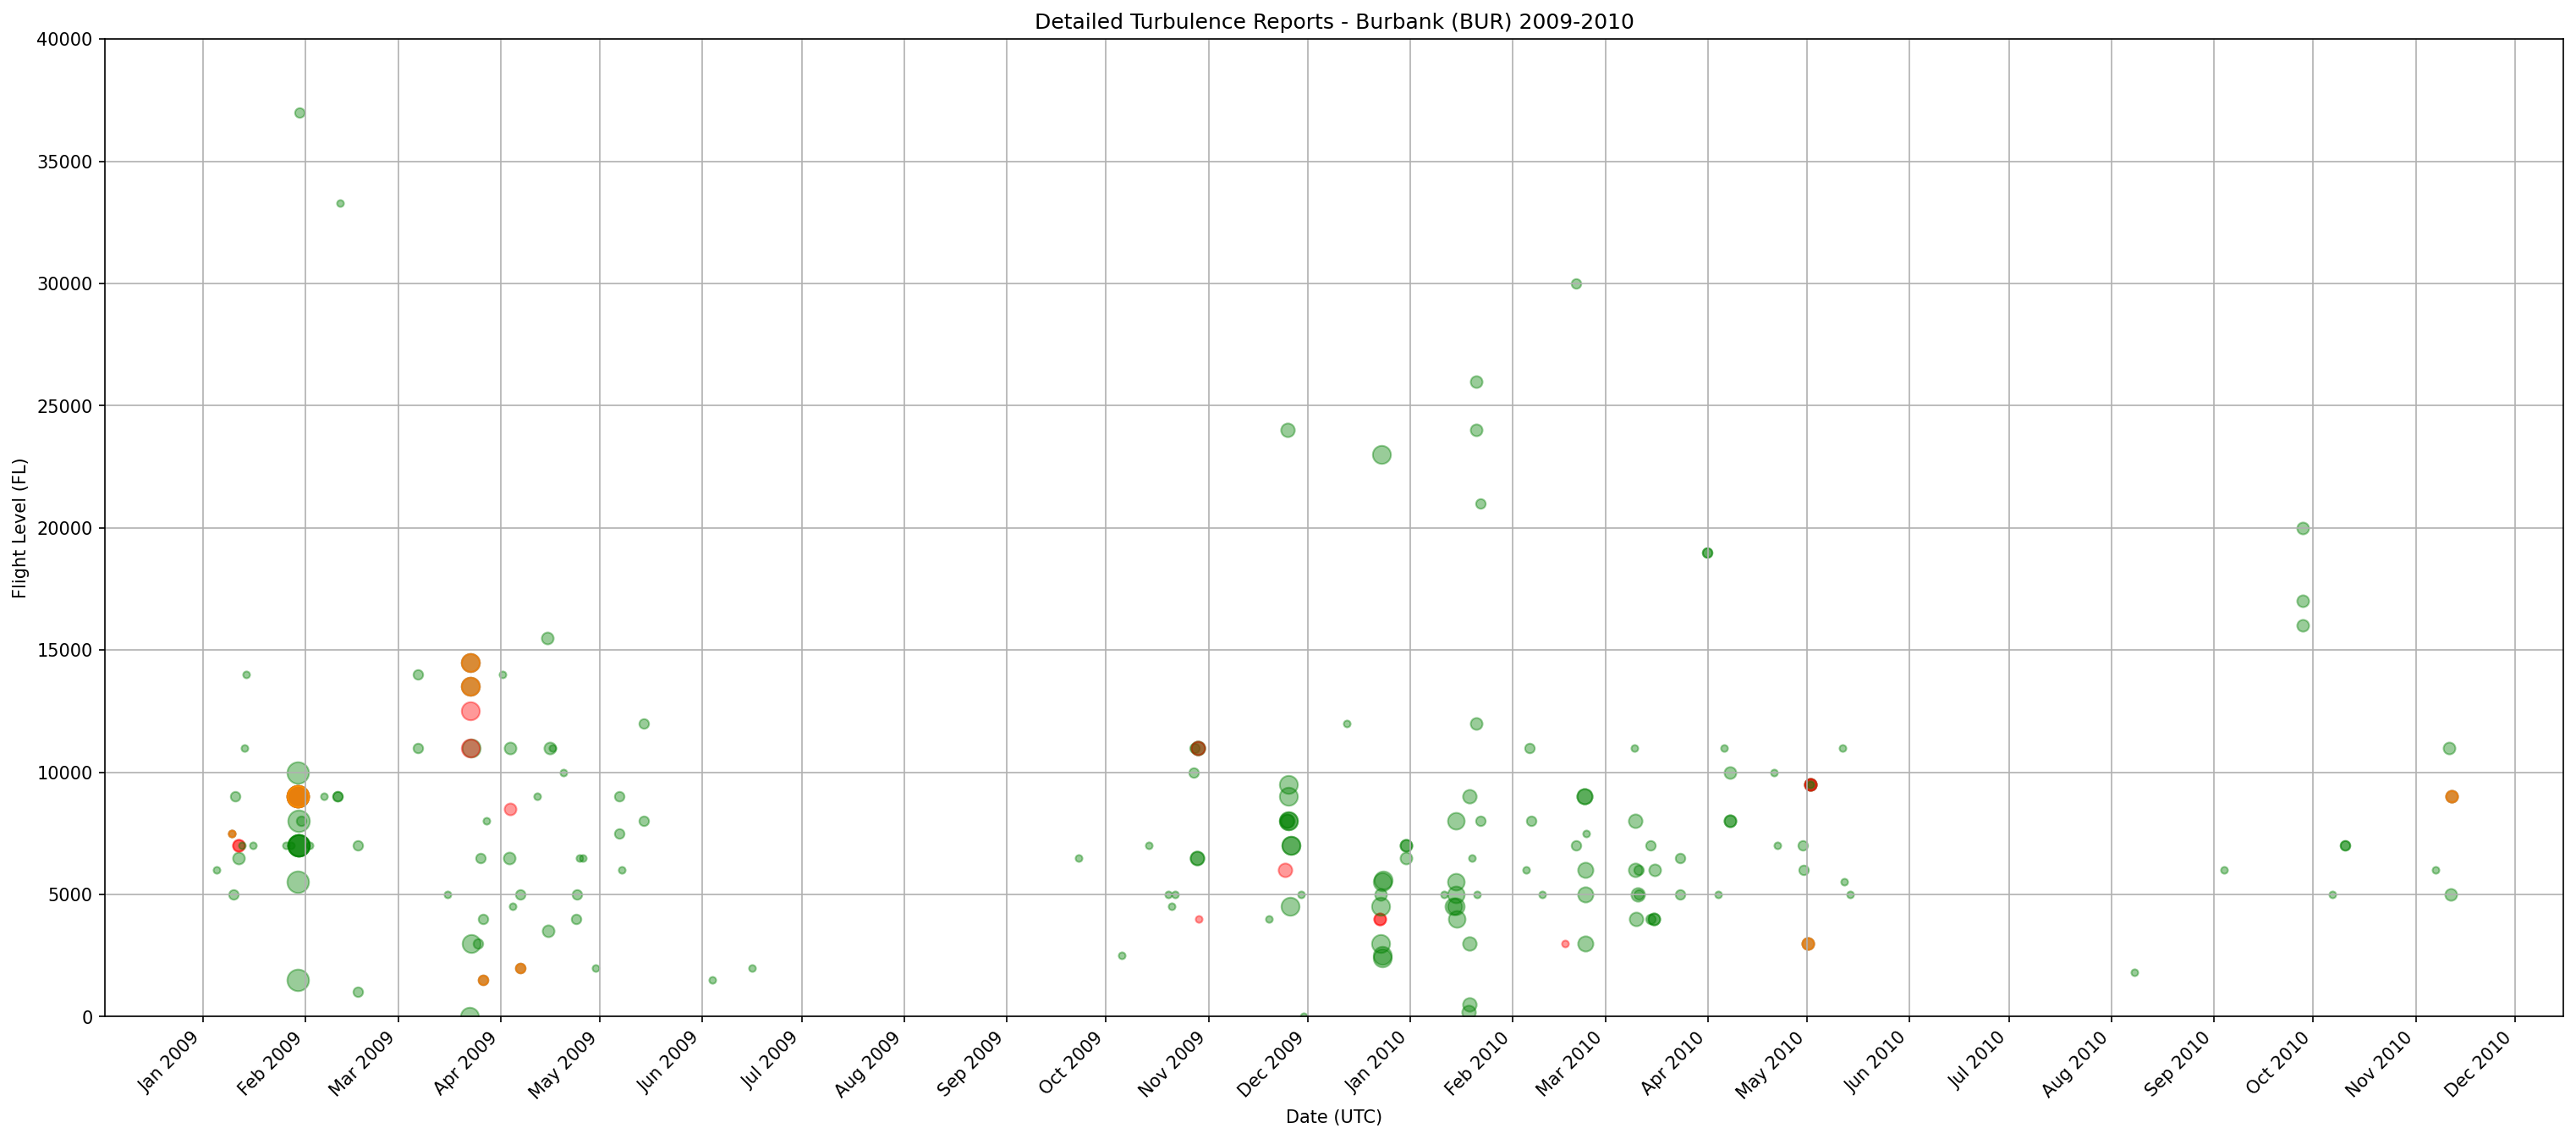 Detailed Turbulence Reports - Burbank (BUR) 2009-2010
40000
35000
30000
25000
20000
15000
10000
5000
0
Flight Level (FL)
Jan 2009
Feb 2009
Mar 2009
Apr 2009
May 2009
Jun 2009
Jul 2009
Aug 2009
Sep 2009
Oct 2009
Nov 2009
Dec 2009
Jan 2010
Feb 2010
Mar 2010
Apr 2010
May 2010
Jun 2010
Jul 2010
Aug 2010
Sep 2010
Oct 2010
Nov 2010
Dec 2010
Date (UTC)